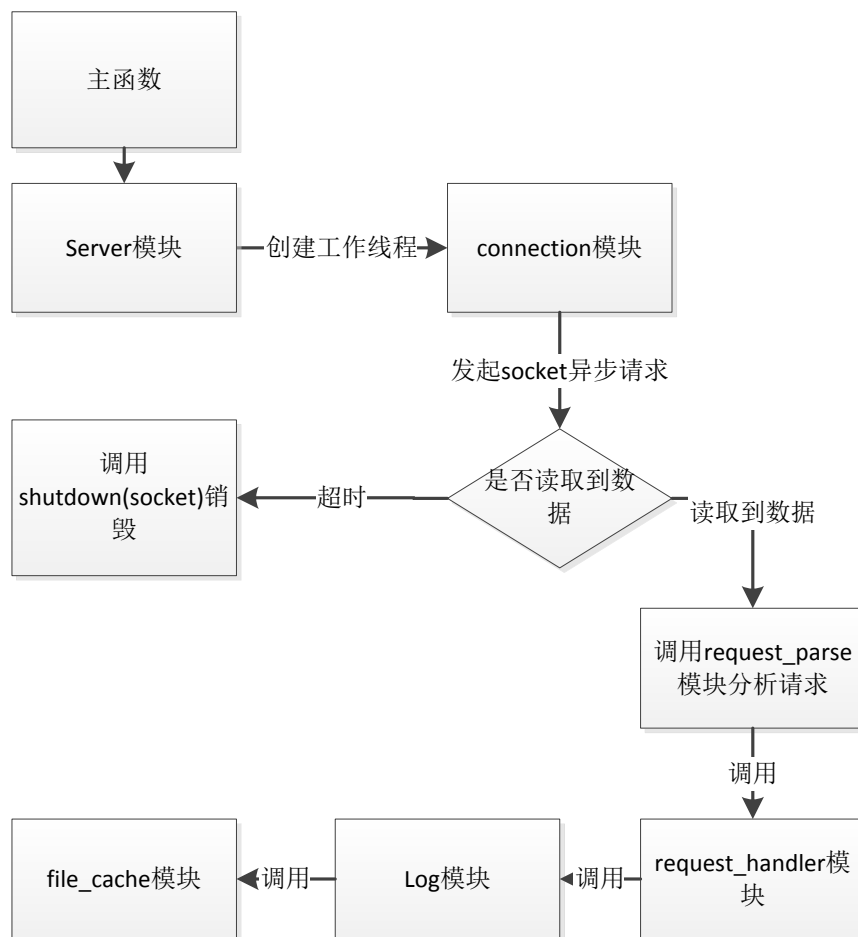 主函数
Server模块
创建工作线程
connection模块
发起socket异步请求
调用
shutdown(socket)销
毁
超时
是否读取到数
据
读取到数据
调用request_parse
模块分析请求
调用
file_cache模块
调用
Log模块
调用
request_handler模
块